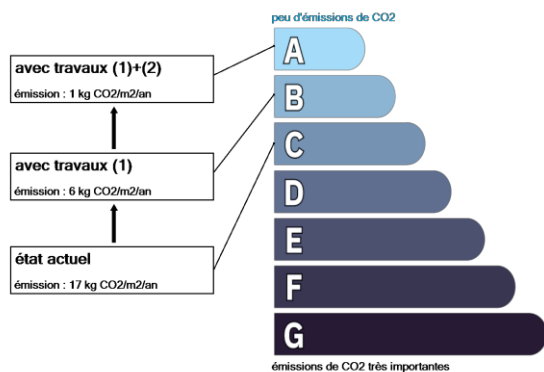 peu d'émissions de CO2
A
avec travaux (1)+(2)
émission : 1 kg CO2/m2/an
B
C
avec travaux (1)
émission : 6 kg CO2/m2/an
D
E
état actuel
émission : 17 kg CO2/m2/an
F
G
émissions de CO2 très importantes